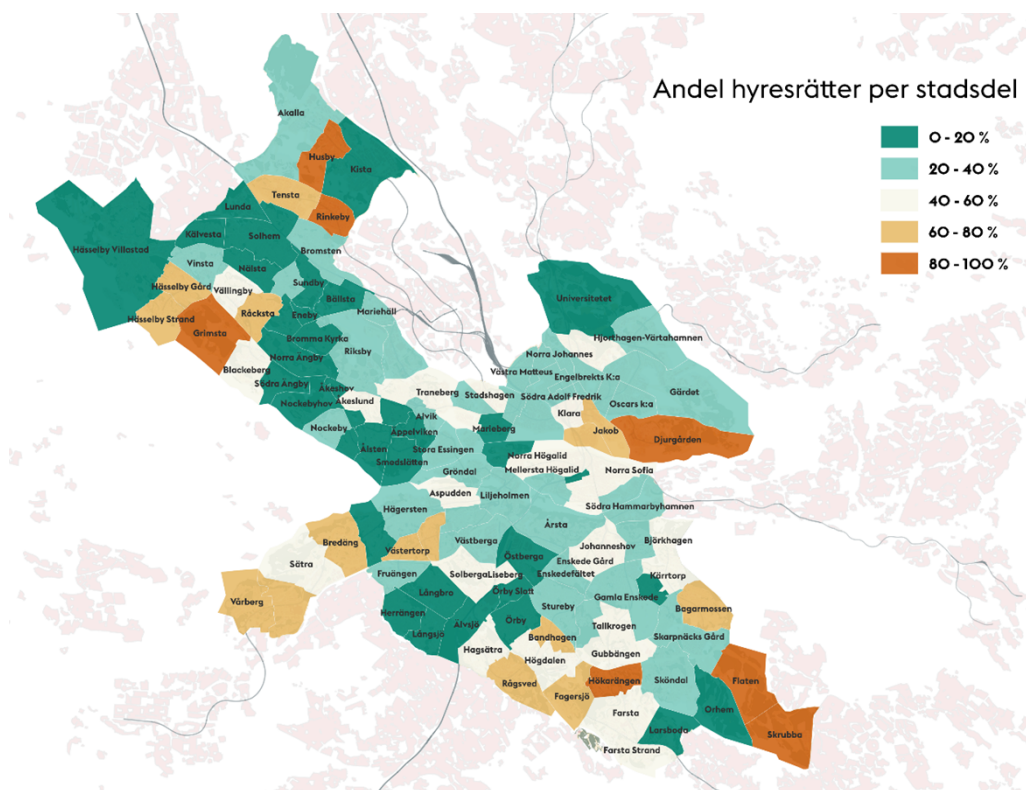 Andel hyresrätter per stadsdel
0 - 20 %
20 - 40 %
40 - 60 %
60 - 80 %
80 - 100 %
Akalla
Husby
Kista
Tensta
Rinkeby
Lunda
Kälvesta
Solhem
Hässelby Villastad
Bromsten
Vinsta
Nälsta
Hässelby Gård
Vällingby
Sundby
Bällsta
Universitetet
Mariehäll
Råcksta
Eneby
Hässelby Strand
Grimsta
Bromma Kyrka
Hjorthagen-Värtahamnen
Riksby
Norra Johannes
Norra Ängby
Blackeberg
Västra Matteus
Engelbrekts K:a
Södra Ängby
Åkeshov
Traneberg
Stadshagen
Södra Adolf Fredrik
Gärdet
Nockebyhov
Åkeslund
Oscars k:a
Alvik
Klara
Nockeby
Äppelviken
Marieberg
Jakob
Djurgården
Ålsten
Stora Essingen
Norra Högalid
Smedslätten
Gröndal
Mellersta Högalid
Norra Sofia
Aspudden
Liljeholmen
Hägersten
Södra Hammarbyhamnen
Årsta
Bredäng
Västertorp
Västberga
Johanneshov
Björkhagen
Östberga
Sätra
Enskede Gård
Fruängen
Solberga
Liseberg
Enskedefältet
Kärrtorp
Långbro
Örby Slott
Gamla Enskede
Vårberg
Herrängen
Stureby
Bagarmossen
Älvsjö
Örby
Tallkrogen
Långsjö
Bandhagen
Skarpnäcks Gård
Hagsätra
Gubbängen
Högdalen
Rågsved
Hökarängen
Sköndal
Flaten
Fagersjö
Farsta
Orhem
Larsboda
Skrubba
Farsta Strand